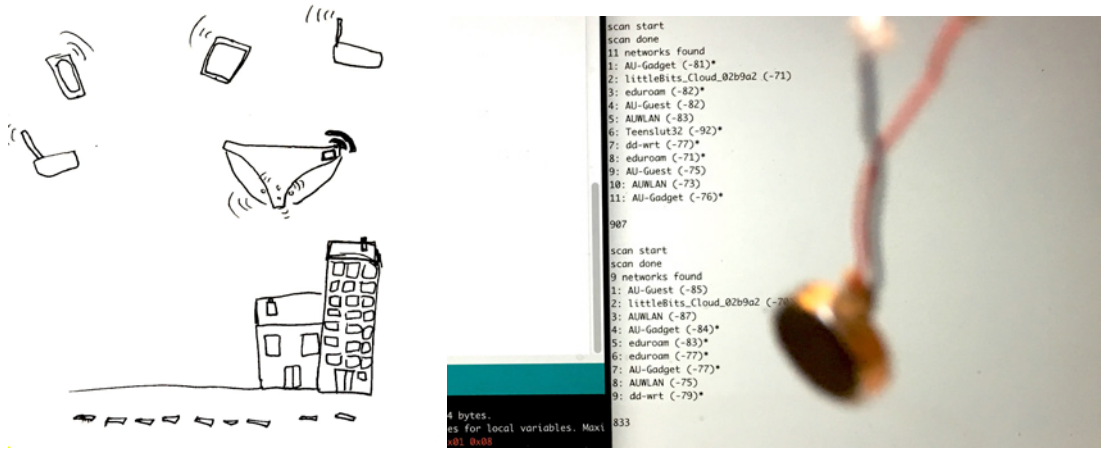 scan start
scan done
11 networks found
1: AU-Gadget (-81)*
2: littleBits_Cloud_02b9a2 (-71)
3: eduroam (-82)*
4: AU-Guest (-82)
5: AUWLAN (-83)
6: Teenslut32 (-92)*
7: dd-wrt (-77)*
8: eduroam (-71)*
9: AU-Guest (-75)
10: AUWLAN (-73)
11: AU-Gadget (-76)*
907
scan start
scan done
9 networks found
1: AU-Guest (-85)
2: littleBits_Cloud_02b9a2
3: AUWLAN (-87)
4: AU-Gadget (-84)*
5: eduroam (-83)*
6: eduroam (-77)*
7: AU-Gadget (-77)*
8: AUWLAN (-75)
9: dd-wrt (-79)*
833
4 bytes.
es for local variables. Maxi
x01 0x08